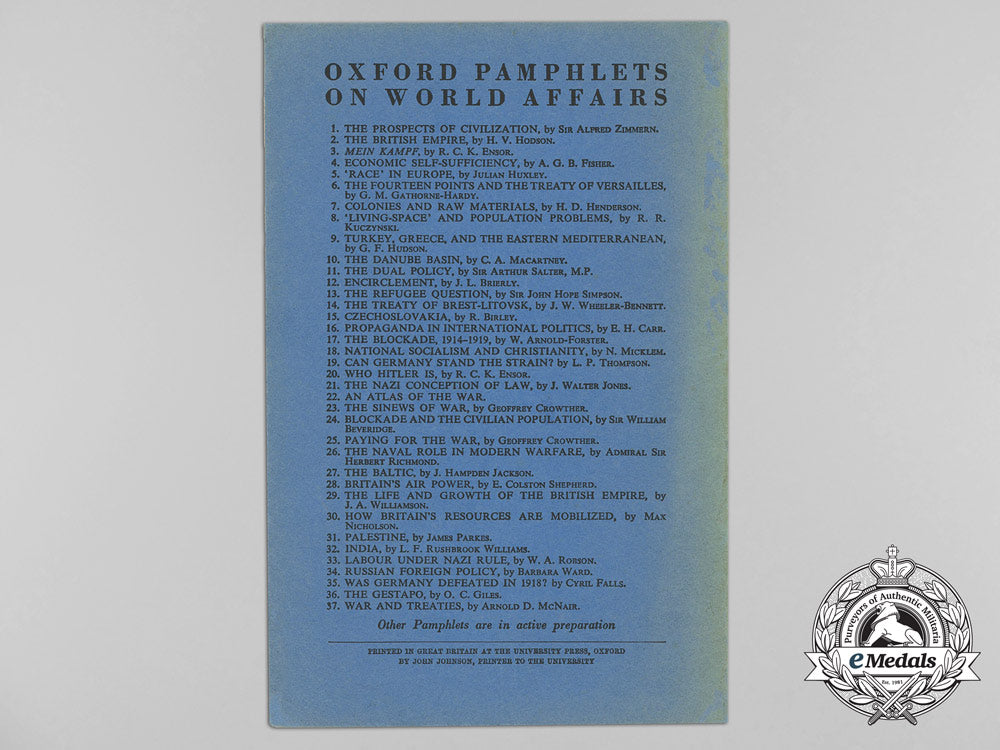 OXFORD PAMPHLETS
ON WORLD AFFAIRS
1. THE PROSPECTS OF CIVILIZATION, by SIR ALFRED ZIMMERN.
2. THE BRITISH EMPIRE, by H. V. HODSON.
3. MEIN KAMPF, by R. C. K. ENSOR.
4. ECONOMIC SELF-SUFFICIENCY, by A. G. B. FISHER.
5. 'RACE' IN EUROPE, by JULIAN HUXLEY.
6. THE FOURTEEN POINTS AND THE TREATY OF VERSAILLES,
by G. M. GATHORNE-HARDY.
7. COLONIES AND RAW MATERIALS, by H. D. HENDERSON.
8. 'LIVING-SPACE' AND POPULATION PROBLEMS, by R. R.
KUCZYNSKI.
9. TURKEY, GREECE, AND THE EASTERN MEDITERRANEAN,
by G. F. HUDSON.
10. THE DANUBE BASIN, by C. A. MACARTNEY.
11. THE DUAL POLICY, by SIR ARTHUR SALTER, M.P.
12. ENCIRCLEMENT, by J. L. BRIERLY.
13. THE REFUGEE QUESTION, by SIR JOHN HOPE SIMPSON.
14. THE TREATY OF BREST-LITOVSK, by J. W. WHEELER-BENNETT.
15. CZECHOSLOVAKIA, by R. BIRLEY.
16. PROPAGANDA IN INTERNATIONAL POLITICS, by E. H. CARR.
17. THE BLOCKADE, 1914–1919, by W. ARNOLD-FORSTER.
18. NATIONAL SOCIALISM AND CHRISTIANITY, by N. MICKLEM.
19. CAN GERMANY STAND THE STRAIN? by L. P. THOMPSON.
20. WHO HITLER IS, by R. C. K. ENSOR.
21. THE NAZI CONCEPTION OF LAW, by J. WALTER JONES.
22. AN ATLAS OF THE WAR.
23. THE SINEWS OF WAR, by GEOFFREY CROWTHER.
24. BLOCKADE AND THE CIVILIAN POPULATION, by SIR WILLIAM
BEVERIDGE.
25. PAYING FOR THE WAR, by GEOFFREY CROWTHER.
26. THE NAVAL ROLE IN MODERN WARFARE, by ADMIRAL SIR
HERBERT RICHMOND.
27. THE BALTIC, by J. HAMPDEN JACKSON.
28. BRITAIN'S AIR POWER, by E. COLSTON SHEPHERD.
29. THE LIFE AND GROWTH OF THE BRITISH EMPIRE, by
J. A. WILLIAMSON.
30. HOW BRITAIN'S RESOURCES ARE MOBILIZED, by MAX
NICHOLSON.
31. PALESTINE, by JAMES PARKES.
32. INDIA, by L. F. RUSHBROOK WILLIAMS.
33. LABOUR UNDER NAZI RULE, by W. A. ROBSON.
34. RUSSIAN FOREIGN POLICY, by BARBARA WARD.
35. WAS GERMANY DEFEATED IN 1918? by CYRIL FALLS.
36. THE GESTAPO, by O. C. GILES.
37. WAR AND TREATIES, by ARNOLD D. MCNAIR.
Other Pamphlets are in active preparation
PRINTED IN GREAT BRITAIN AT THE UNIVERSITY PRESS, OXFORD
BY JOHN JOHNSON, PRINTER TO THE UNIVERSITY
Purveyors of Authentic Militaria
eMedals
Est. 1981